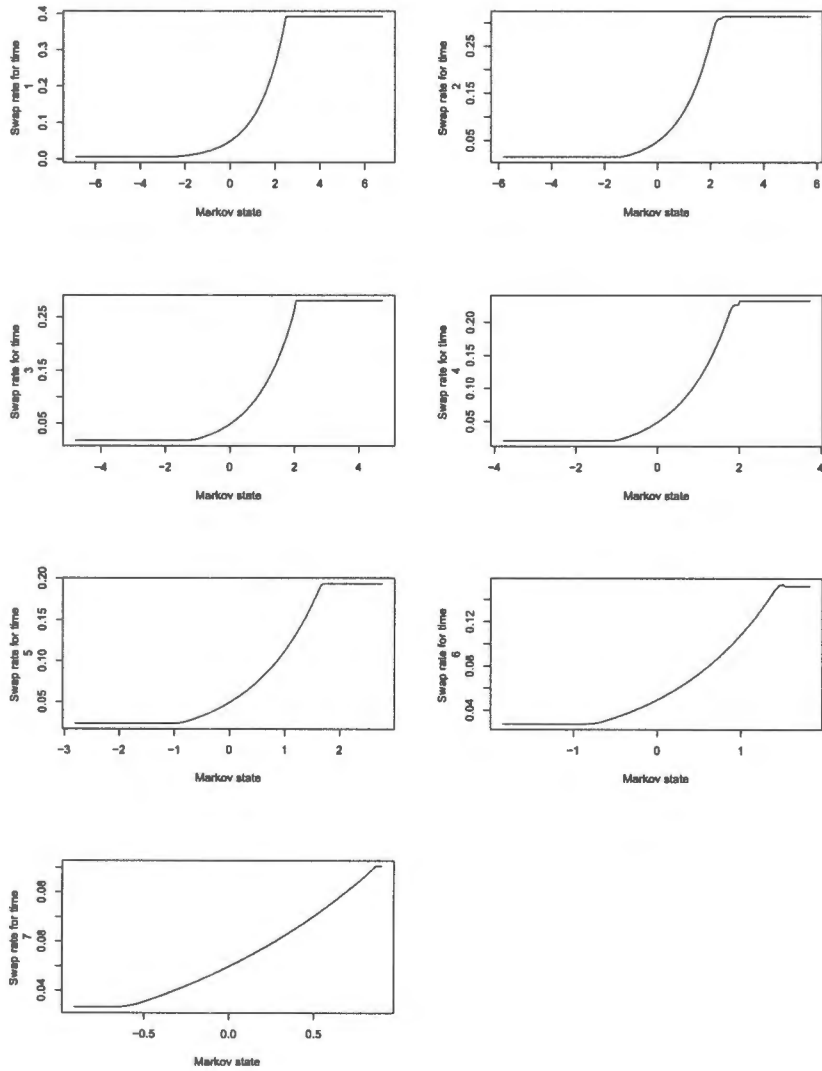 Swap rate for time
1
0.0 0.1 0.2 0.3 0.4
−6 −4 −2 0 2 4 6
Markov state
Swap rate for time
2
0.05 0.15 0.25
−6 −4 −2 0 2 4 6
Markov state
Swap rate for time
3
0.05 0.15 0.25
−4 −2 0 2 4
Markov state
Swap rate for time
4
0.05 0.10 0.15 0.20
−4 −2 0 2 4
Markov state
Swap rate for time
5
0.05 0.10 0.15 0.20
−3 −2 −1 0 1 2
Markov state
Swap rate for time
6
0.04 0.08 0.12
−1 0 1
Markov state
Swap rate for time
7
0.04 0.06 0.08
−0.5 0.0 0.5
Markov state